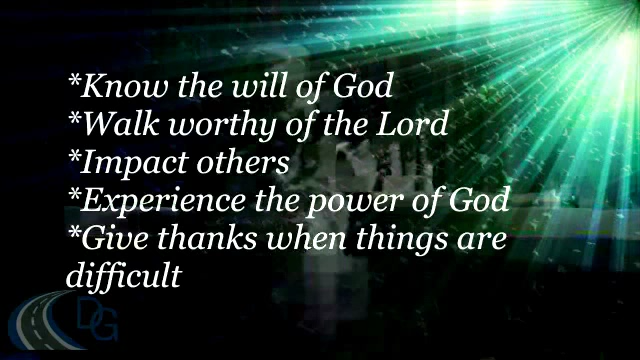 *Know the will of God
*Walk worthy of the Lord
*Impact others
*Experience the power of God
*Give thanks when things are
difficult
DG